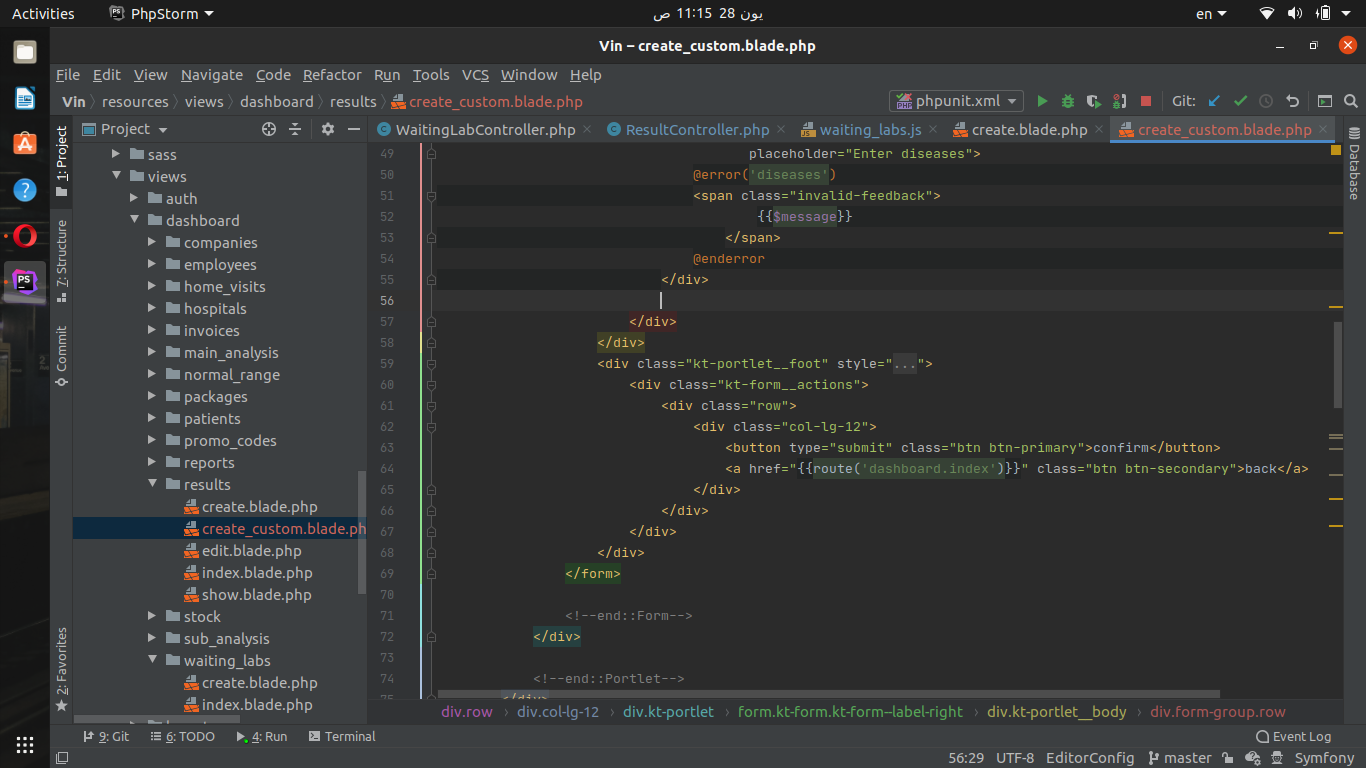 Activities
PhpStorm
يون 28 11:15 ص
en
Vin – create_custom.blade.php
File Edit View Navigate Code Refactor Run Tools VCS Window Help
Vin resources views dashboard results create_custom.blade.php
phpunit.xml
Git:
Project
WaitingLabController.php
ResultController.php
waiting_labs.js
create.blade.php
create_custom.blade.php
1: Project
7: Structure
Commit
2: Favorites
Database
sass
views
auth
dashboard
companies
employees
home_visits
hospitals
invoices
main_analysis
normal_range
packages
patients
promo_codes
reports
results
create.blade.php
create_custom.blade.ph
edit.blade.php
index.blade.php
show.blade.php
stock
sub_analysis
waiting_labs
create.blade.php
index.blade.php
49 placeholder="Enter diseases">
50 @error('diseases')
51 <span class="invalid-feedback">
52 {{$message}}
53 </span>
54 @enderror
55 </div>
56
57 </div>
58 </div>
59 <div class="kt-portlet__foot" style="...">
60 <div class="kt-form__actions">
61 <div class="row">
62 <div class="col-lg-12">
63 <button type="submit" class="btn btn-primary">confirm</button>
64 <a href="{{route('dashboard.index')}}" class="btn btn-secondary">back</a>
65 </div>
66 </div>
67 </div>
68 </div>
69 </form>
70
71 <!--end::Form-->
72 </div>
73
74 <!--end::Portlet-->
75 </div>
div.row div.col-lg-12 div.kt-portlet form.kt-form.kt-form--label-right div.kt-portlet__body div.form-group.row
9: Git 6: TODO 4: Run Terminal Event Log
56:29 UTF-8 EditorConfig master Symfony